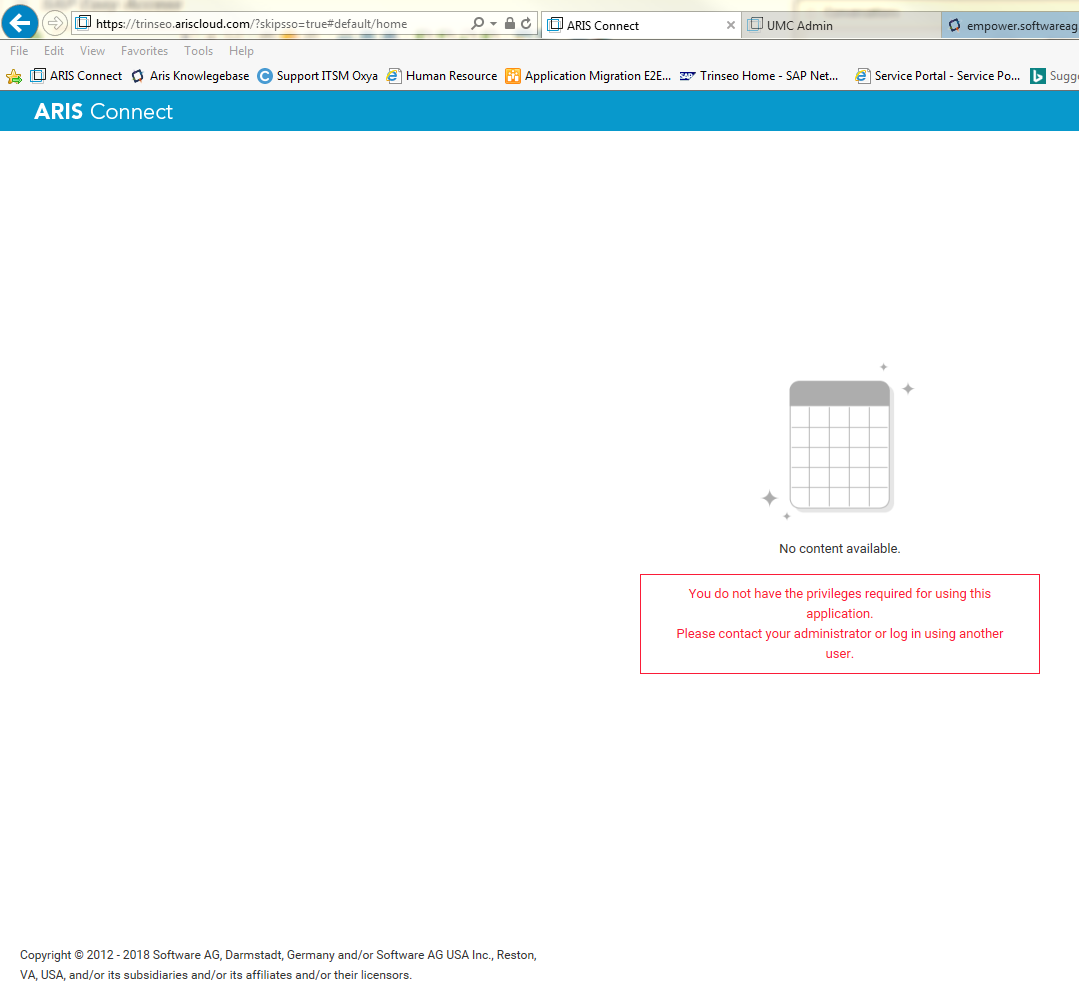 SAP Easy Access
https://trinseo.ariscloud.com/?skipsso=true#default/home
ARIS Connect
UMC Admin
empower.softwareag
File Edit View Favorites Tools Help
ARIS Connect Aris Knowlegebase Support ITSM Oxya Human Resource Application Migration E2E... Trinseo Home - SAP Net... Service Portal - Service Po... Sugg
ARIS Connect
No content available.
You do not have the privileges required for using this
application.
Please contact your administrator or log in using another
user.
Copyright © 2012 - 2018 Software AG, Darmstadt, Germany and/or Software AG USA Inc., Reston,
VA, USA, and/or its subsidiaries and/or its affiliates and/or their licensors.